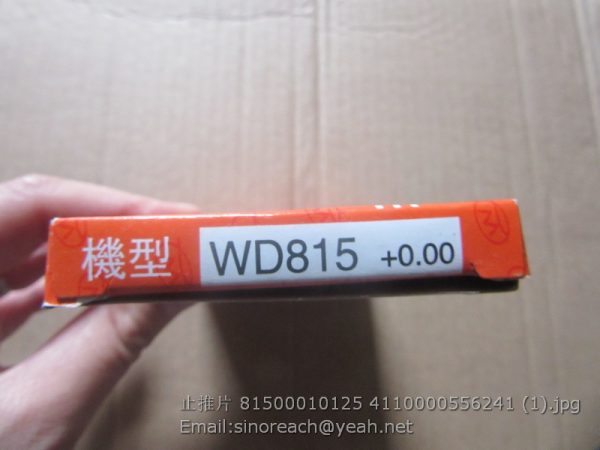 機型 WD815 +0.00
止推片 81500010125 4110000556241 (1).jpg
Email:sinoreach@yeah.net